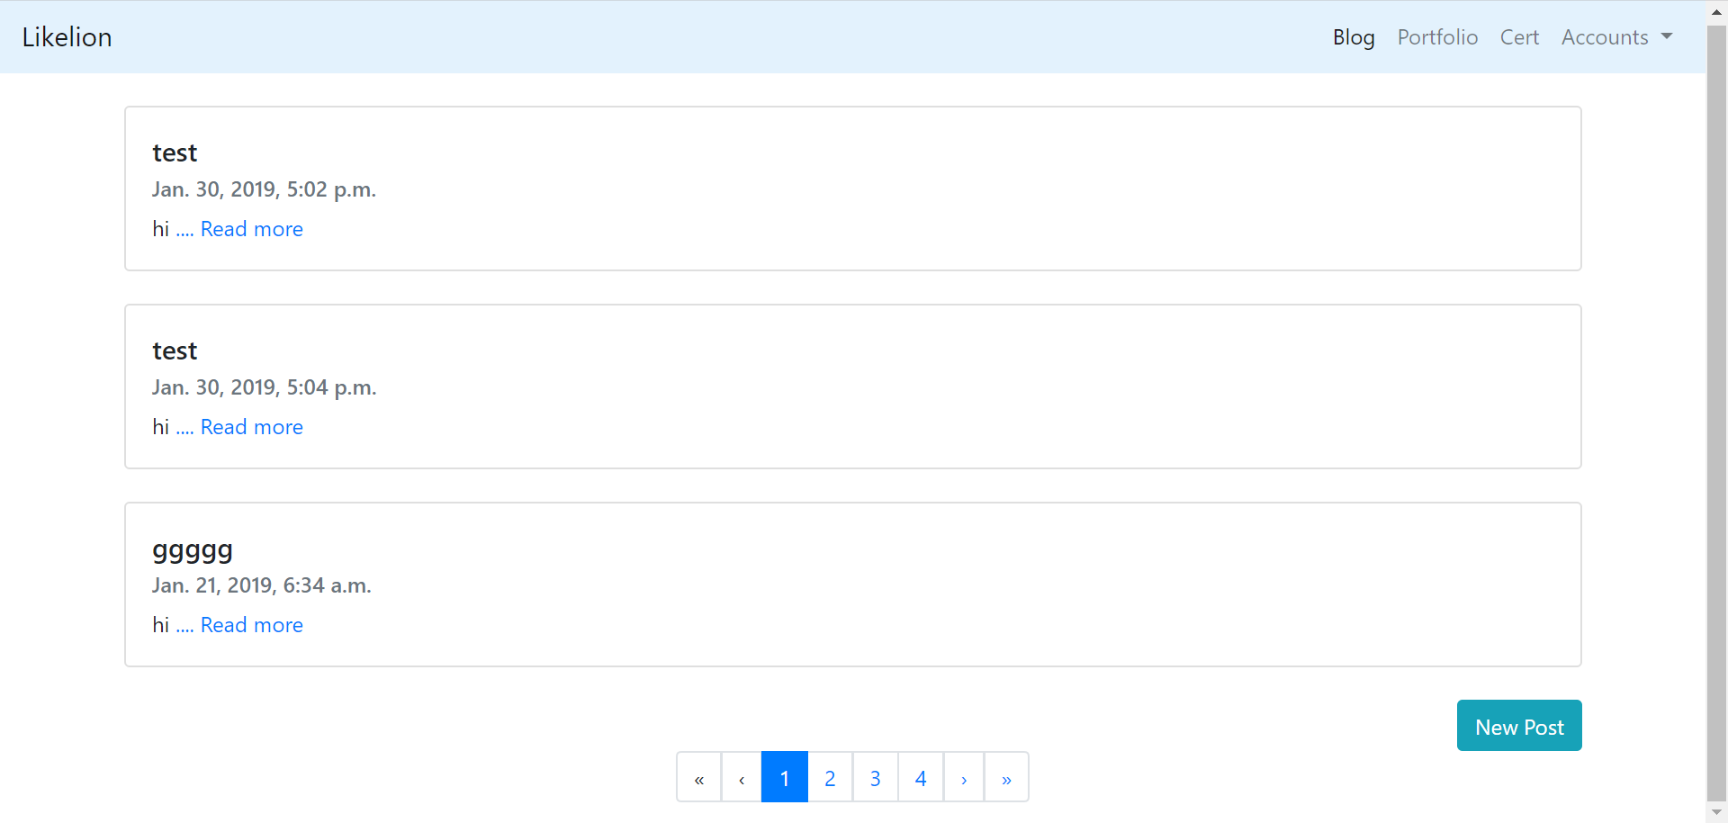 Likelion Blog Portfolio Cert Accounts
test
Jan. 30, 2019, 5:02 p.m.
hi .... Read more
test
Jan. 30, 2019, 5:04 p.m.
hi .... Read more
ggggg
Jan. 21, 2019, 6:34 a.m.
hi .... Read more
New Post
« ‹ 1 2 3 4 › »